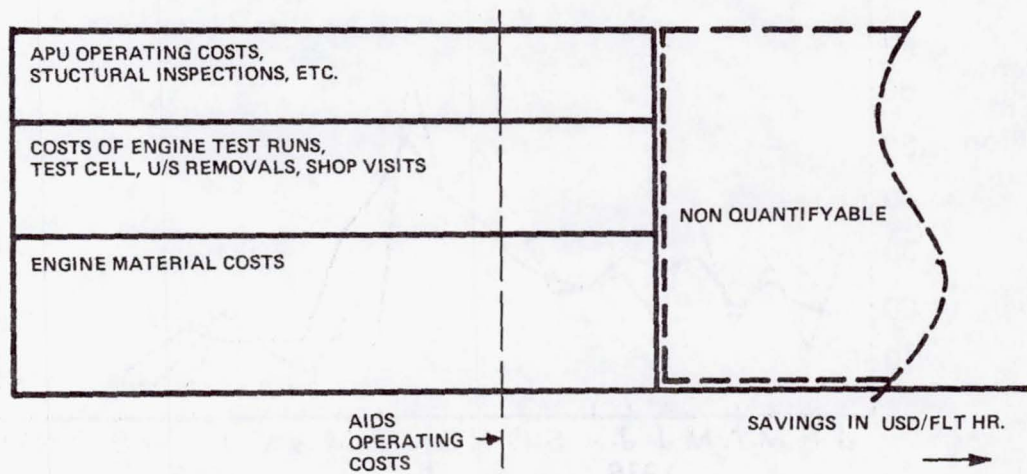 APU OPERATING COSTS,
STUCTURAL INSPECTIONS, ETC.
COSTS OF ENGINE TEST RUNS,
TEST CELL, U/S REMOVALS, SHOP VISITS
NON QUANTIFYABLE
ENGINE MATERIAL COSTS
AIDS
OPERATING
COSTS
SAVINGS IN USD/FLT HR.